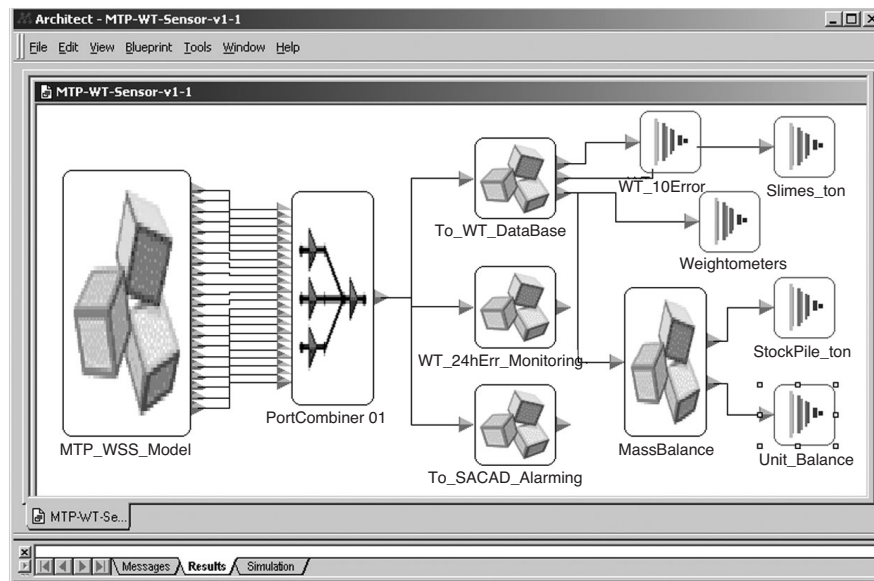 Architect - MTP-WT-Sensor-v1-1
File Edit View Blueprint Tools Window Help
MTP-WT-Sensor-v1-1
WT_10Error
Slimes_ton
To_WT_DataBase
Weightometers
WT_24hErr_Monitoring
StockPile_ton
PortCombiner 01
MTP_WSS_Model
MassBalance
Unit_Balance
To_SACAD_Alarming
MTP-WT-Se...
Messages Results Simulation